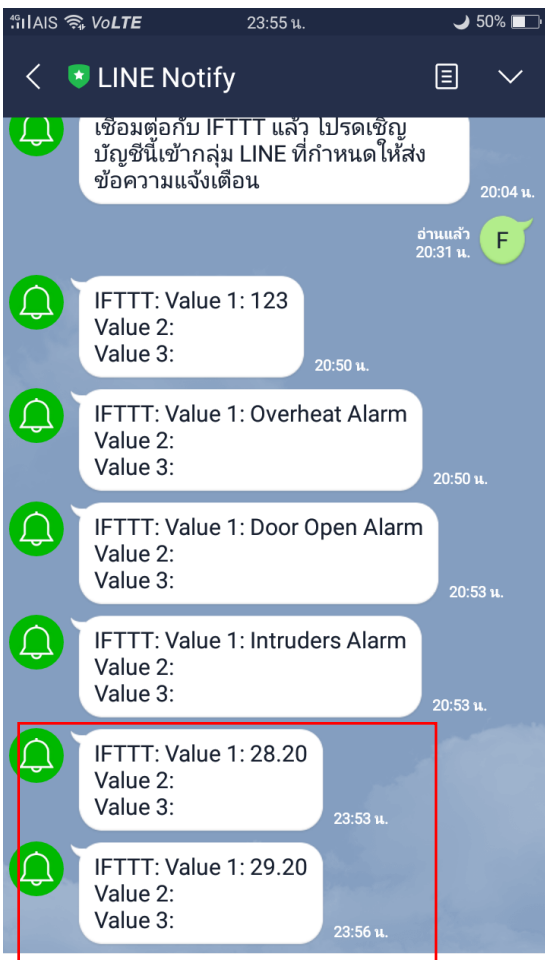 4G AIS VoLTE 23:55 น. 50%
LINE Notify
เชื่อมต่อกับ IFTTT แล้ว โปรดเชิญ
บัญชีนี้เข้ากลุ่ม LINE ที่กำหนดให้ส่ง
ข้อความแจ้งเตือน
20:04 น.
อ่านแล้ว
20:31 น.
F
IFTTT: Value 1: 123
Value 2:
Value 3:
20:50 น.
IFTTT: Value 1: Overheat Alarm
Value 2:
Value 3:
20:50 น.
IFTTT: Value 1: Door Open Alarm
Value 2:
Value 3:
20:53 น.
IFTTT: Value 1: Intruders Alarm
Value 2:
Value 3:
20:53 น.
IFTTT: Value 1: 28.20
Value 2:
Value 3:
23:53 น.
IFTTT: Value 1: 29.20
Value 2:
Value 3:
23:56 น.